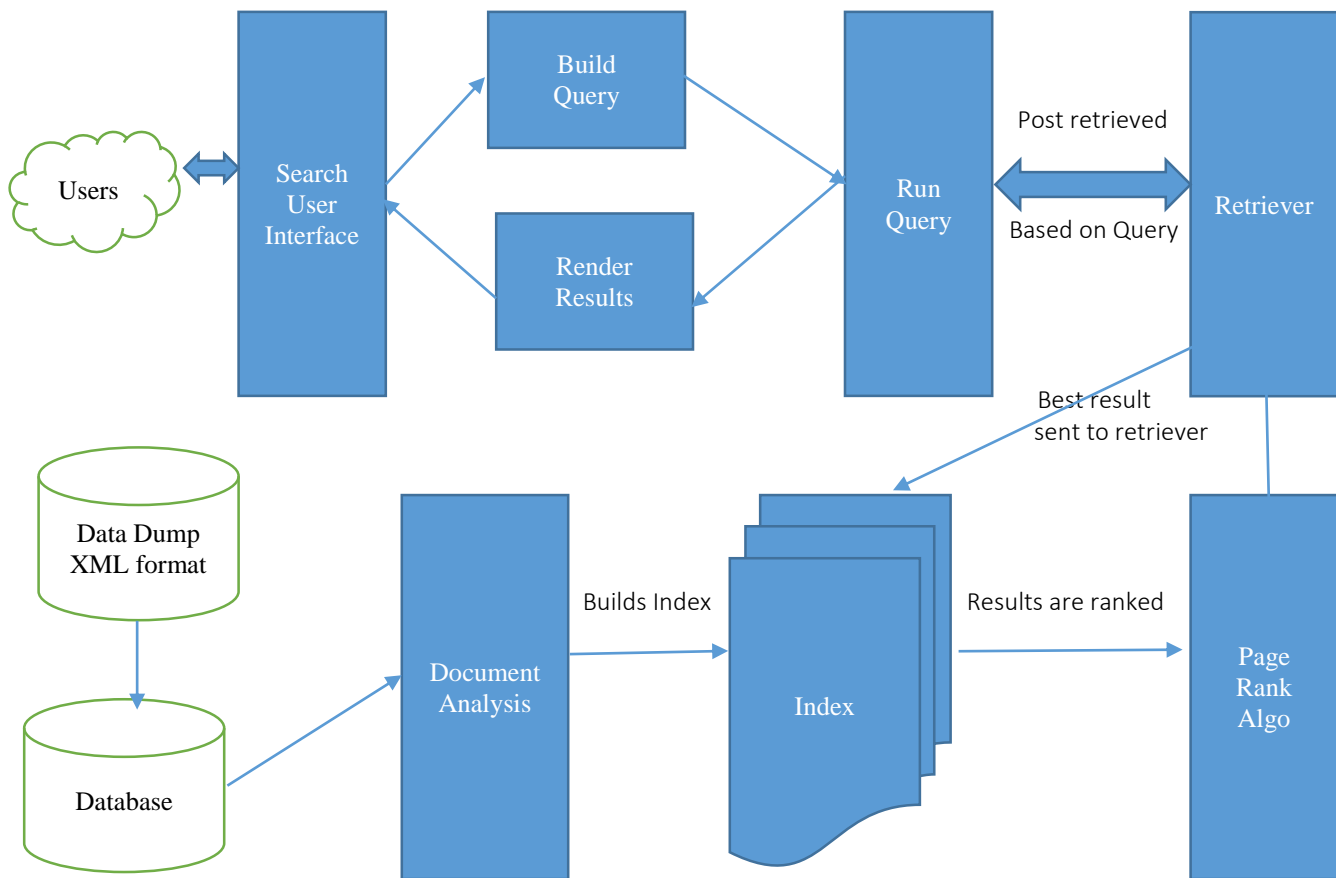 Build
Query
Post retrieved
Users
Search
User
Interface
Run
Query
Retriever
Based on Query
Render
Results
Best result
sent to retriever
Data Dump
XML format
Builds Index
Results are ranked
Document
Analysis
Index
Page
Rank
Algo
Database